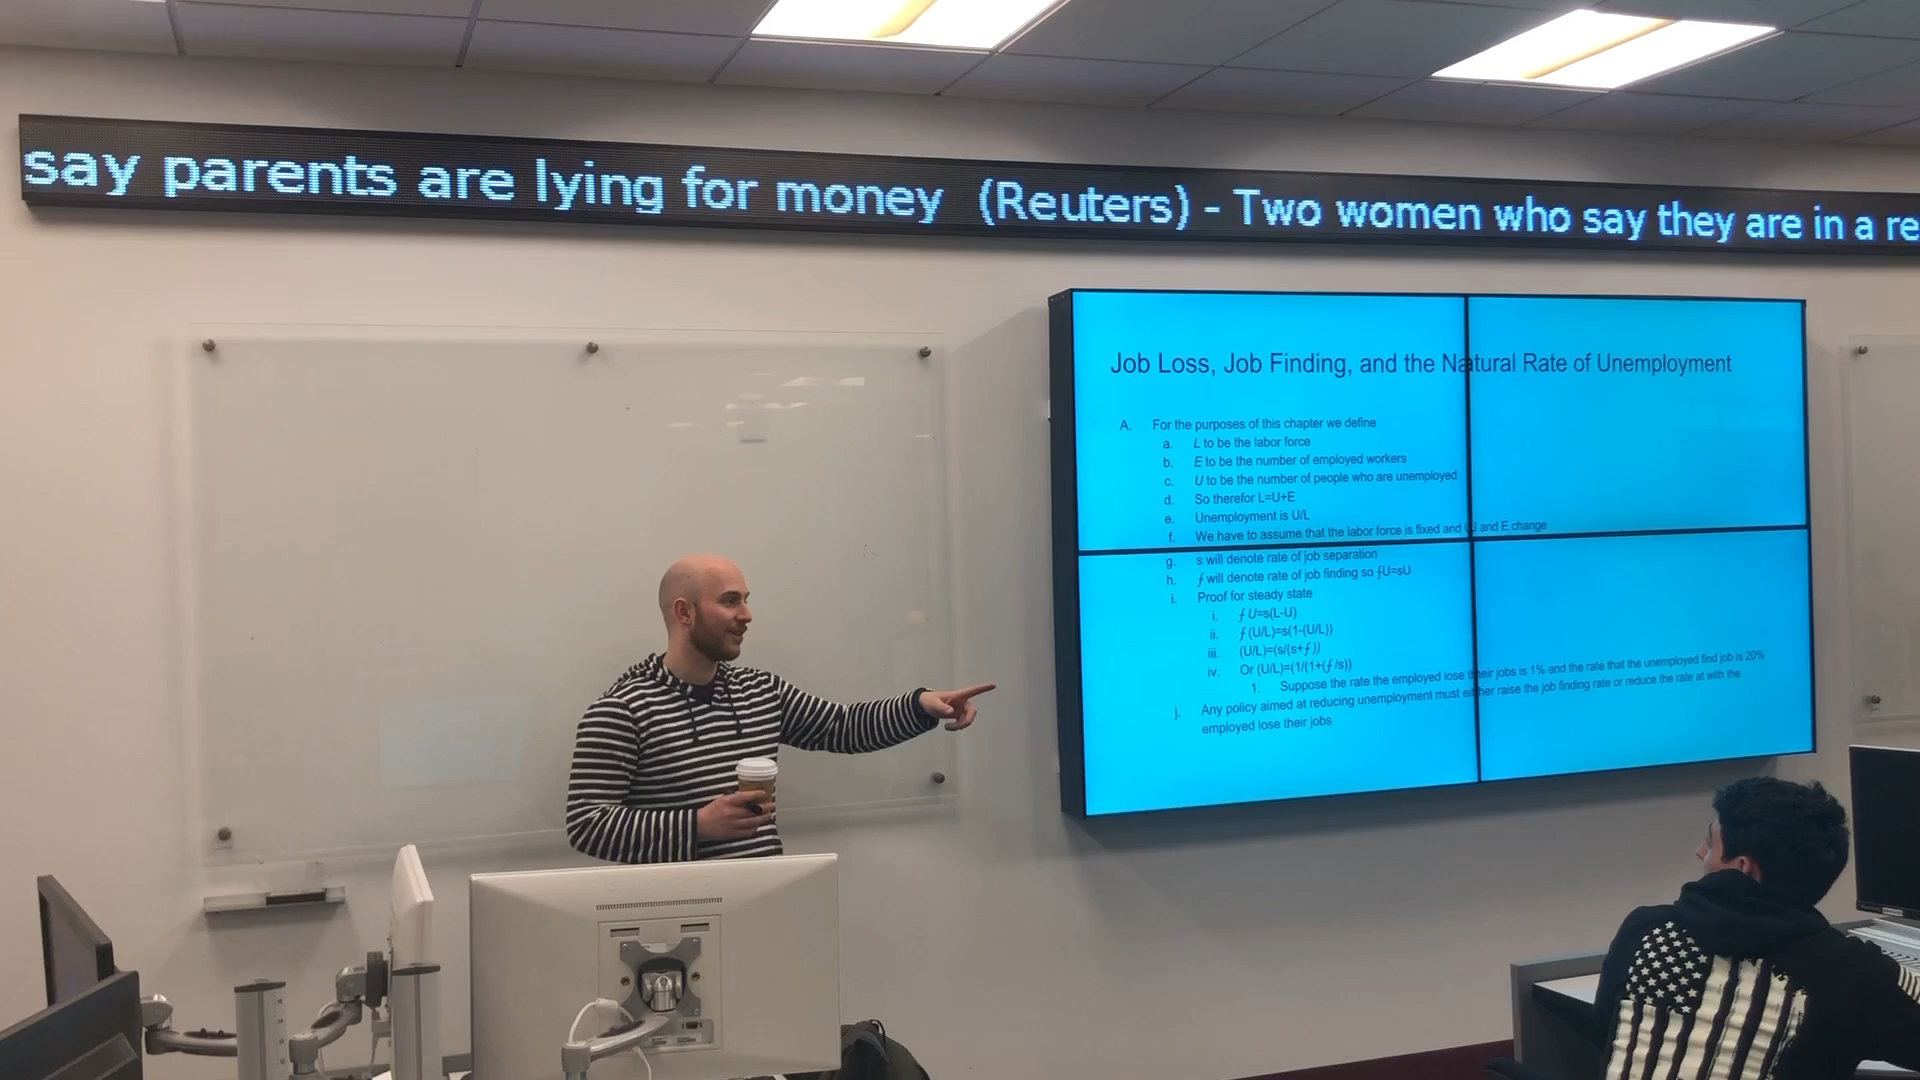 say parents are lying for money (Reuters) - Two women who say they are in a re
Job Loss, Job Finding, and the Natural Rate of Unemployment
A. For the purposes of this chapter we define
a. L to be the labor force
b. E to be the number of employed workers
c. U to be the number of people who are unemployed
d. So therefor L=U+E
e. Unemployment is U/L
f. We have to assume that the labor force is fixed and U and E change
g. s will denote rate of job separation
h. ƒ will denote rate of job finding so ƒU=sU
i. Proof for steady state
i. ƒ U=s(L-U)
ii. ƒ (U/L)=s(1-(U/L))
iii. (U/L)=(s/(s+ƒ))
iv. Or (U/L)=(1/(1+(ƒ/s))
1. Suppose the rate the employed lose their jobs is 1% and the rate that the unemployed find job is 20%
j. Any policy aimed at reducing unemployment must either raise the job finding rate or reduce the rate at with the
employed lose their jobs